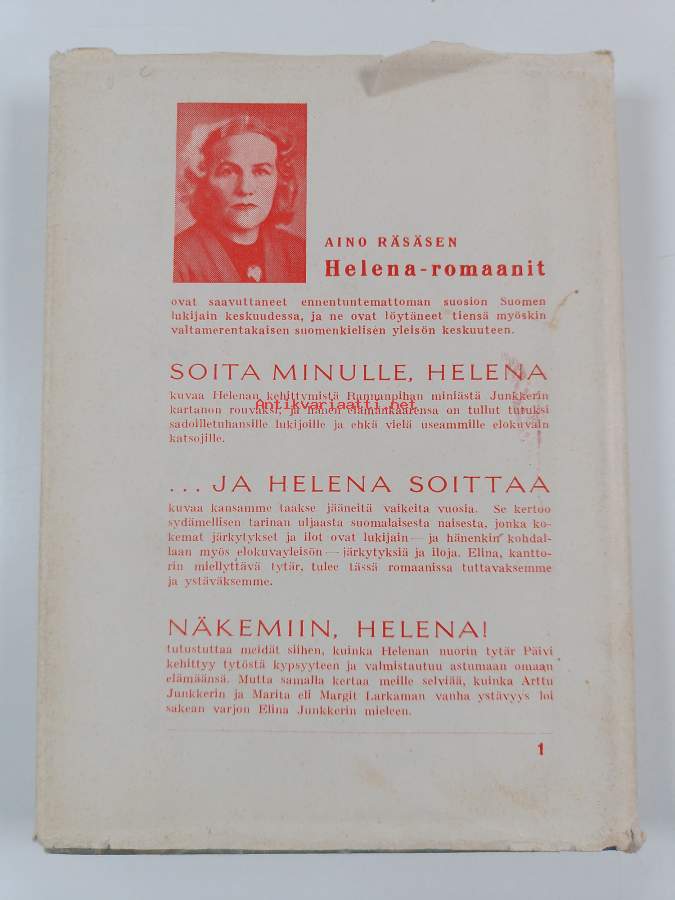 AINO RÄSÄSEN
Helena-romaanit
ovat saavuttaneet ennentuntemattoman suosion Suomen
lukijain keskuudessa, ja ne ovat löytäneet tiensä myöskin
valtamerentakaisen suomenkielisen yleisön keskuuteen.
SOITA MINULLE, HELENA
kuvaa Helenan kehittymistä Rantanpihan miniästä Junkkerin
Antikvariaatti.net
kartanon rouvaksi, ja hänen elämänkaarensa on tullut tutuksi
sadoilletuhansille lukijoille ja ehkä vielä useammille elokuvain
katsojille.
...JA HELENA SOITTAA
kuvaa kansamme taakse jääneitä vaikeita vuosia. Se kertoo
sydämellisen tarinan uljaasta suomalaisesta naisesta, jonka ko-
kemat järkytykset ja ilot ovat lukijain — ja hänenkin kohdal-
laan myös elokuvayleisön — järkytyksiä ja iloja. Elina, kantto-
rin miellyttävä tytär, tulee tässä romaanissa tuttavaksemme
ja ystäväksemme.
NÄKEMIIN, HELENA!
tutustuttaa meidät siihen, kuinka Helenan nuorin tytär Päivi
kehittyy tytöstä kypsyyteen ja valmistautuu astumaan omaan
elämäänsä. Mutta samalla kertaa meille selviää, kuinka Arttu
Junkkerin ja Marita eli Margit Larkaman vanha ystävyys loi
sakean varjon Elina Junkkerin mieleen.
1